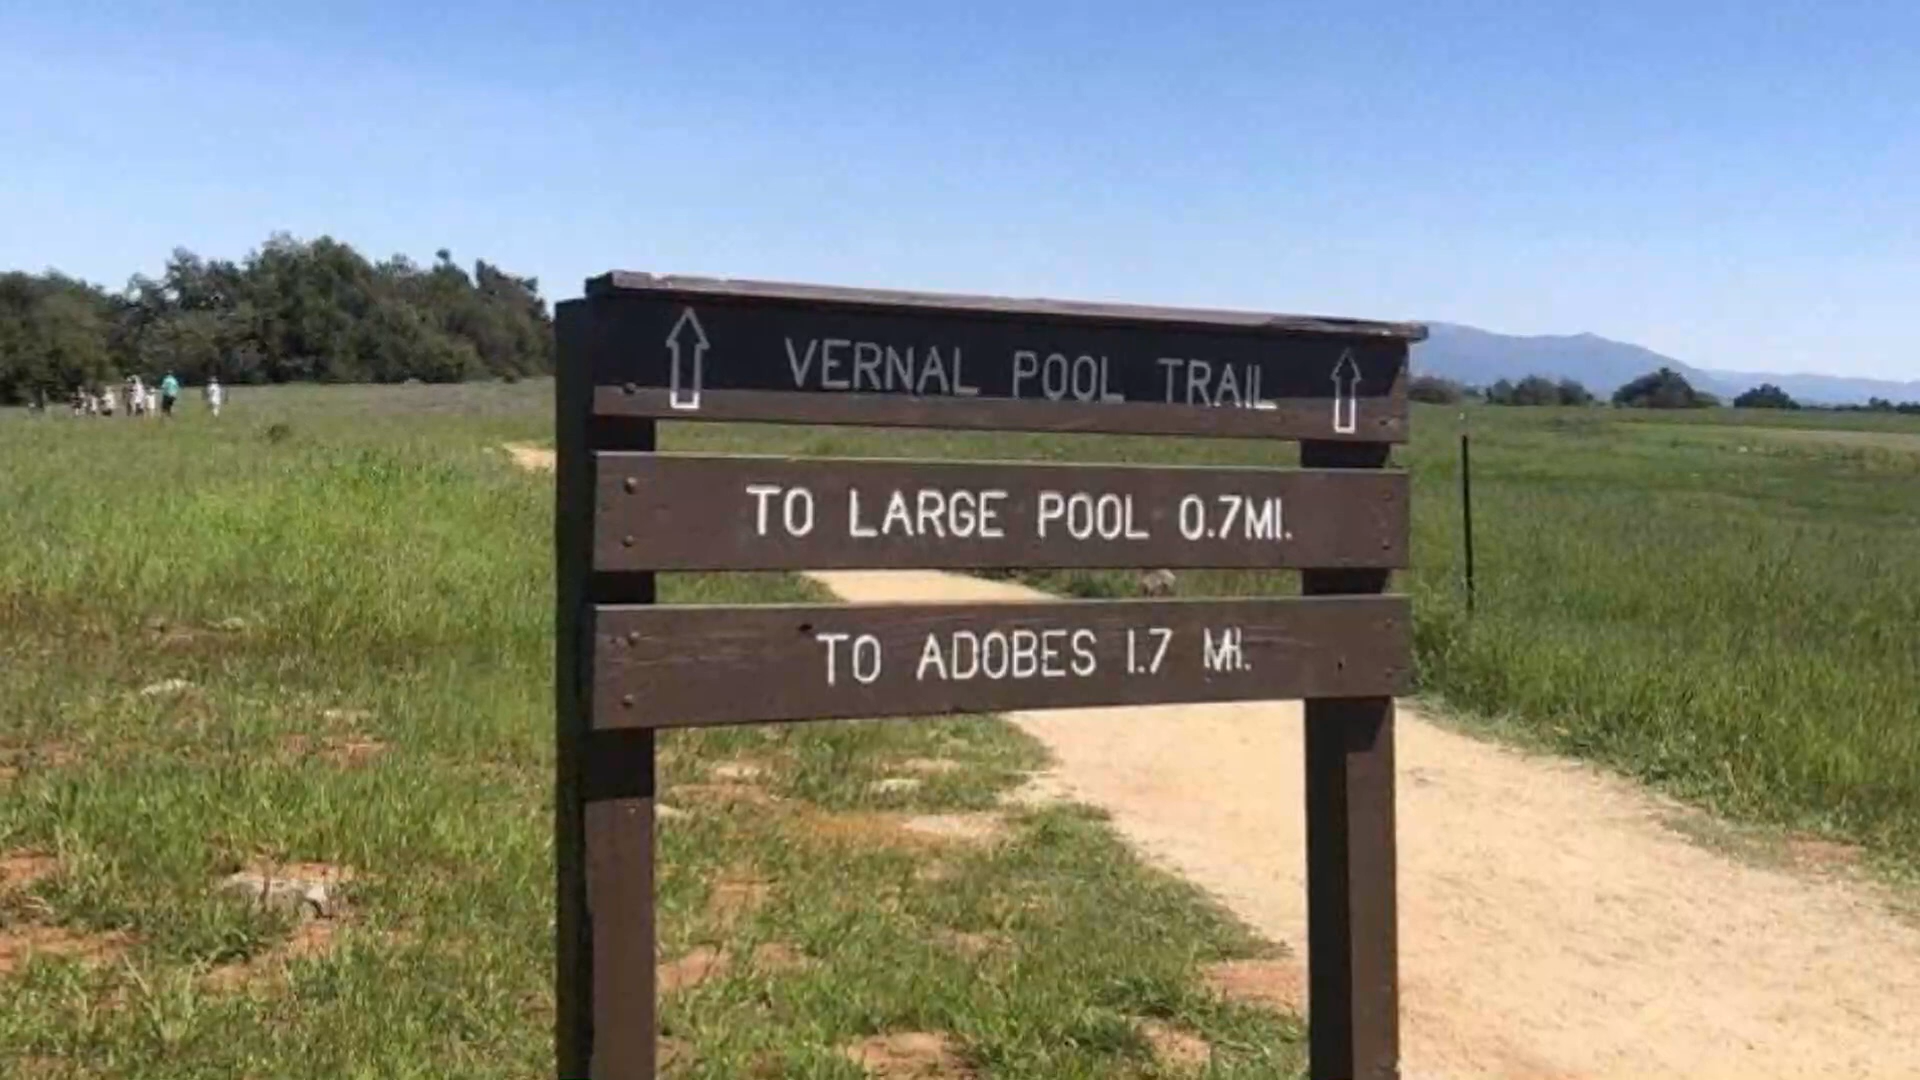 VERNAL POOL TRAIL
TO LARGE POOL 0.7MI.
TO ADOBES 1.7 MI.